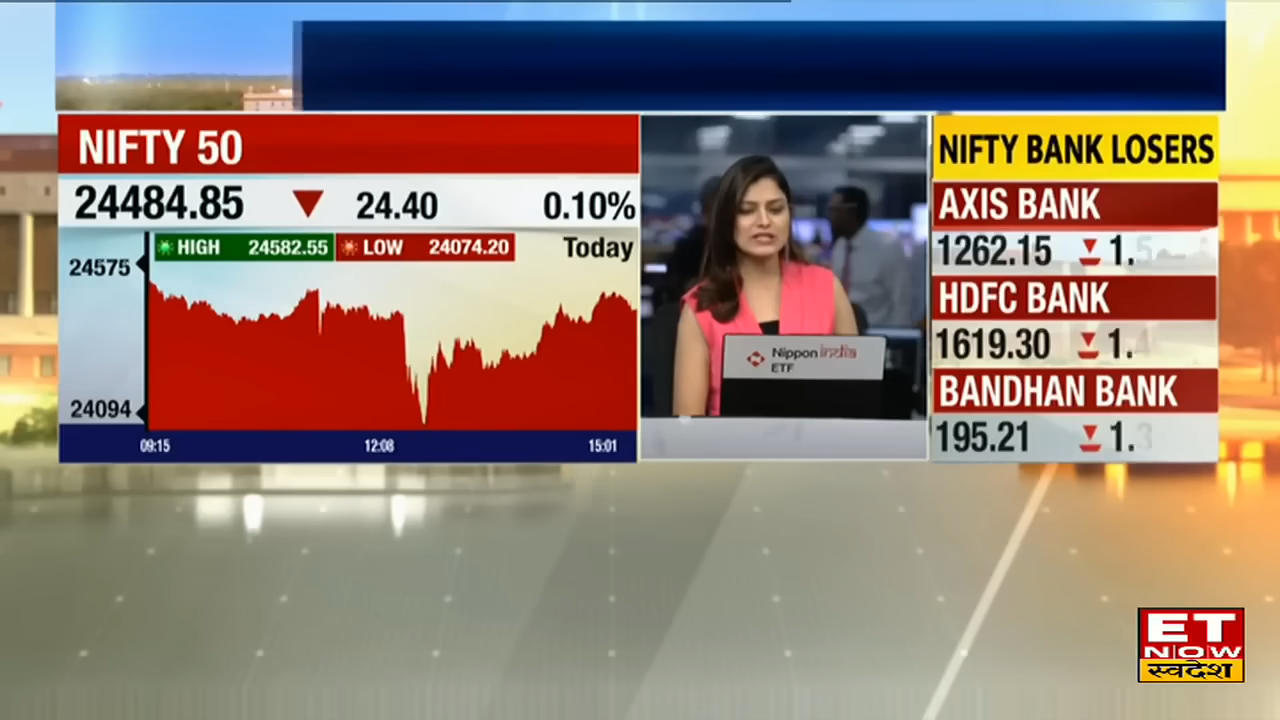 NIFTY 50
24484.85 ▼ 24.40 0.10%
HIGH 24582.55 LOW 24074.20 Today
24575
24094
09:15 12:08 15:01
Nippon india
ETF
NIFTY BANK LOSERS
AXIS BANK
1262.15 1.
HDFC BANK
1619.30 1.
BANDHAN BANK
195.21 1.
ET
NOW
स्वदेश